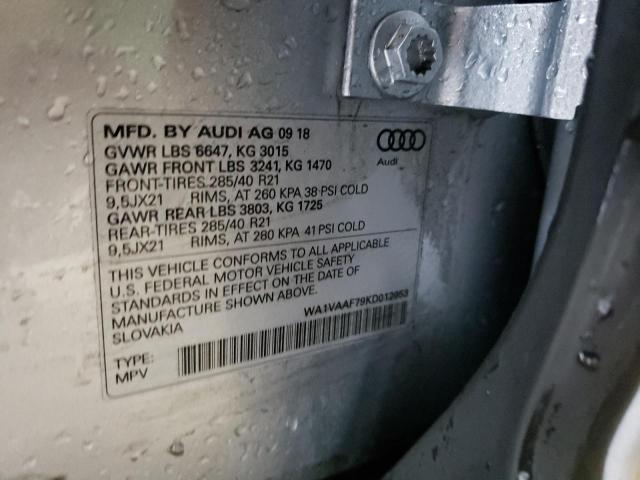 MFD. BY AUDI AG 09 18
GVWR LBS 6647, KG 3015
GAWR FRONT LBS 3241, KG 1470
FRONT-TIRES 285/40 R21
9,5JX21 RIMS, AT 260 KPA 38 PSI COLD
GAWR REAR LBS 3803, KG 1725
REAR-TIRES 285/40 R21
9,5JX21 RIMS, AT 280 KPA 41 PSI COLD
Audi
THIS VEHICLE CONFORMS TO ALL APPLICABLE
U.S. FEDERAL MOTOR VEHICLE SAFETY
STANDARDS IN EFFECT ON THE DATE OF
MANUFACTURE SHOWN ABOVE.
SLOVAKIA
WA1VAAF79KD012953
TYPE:
MPV